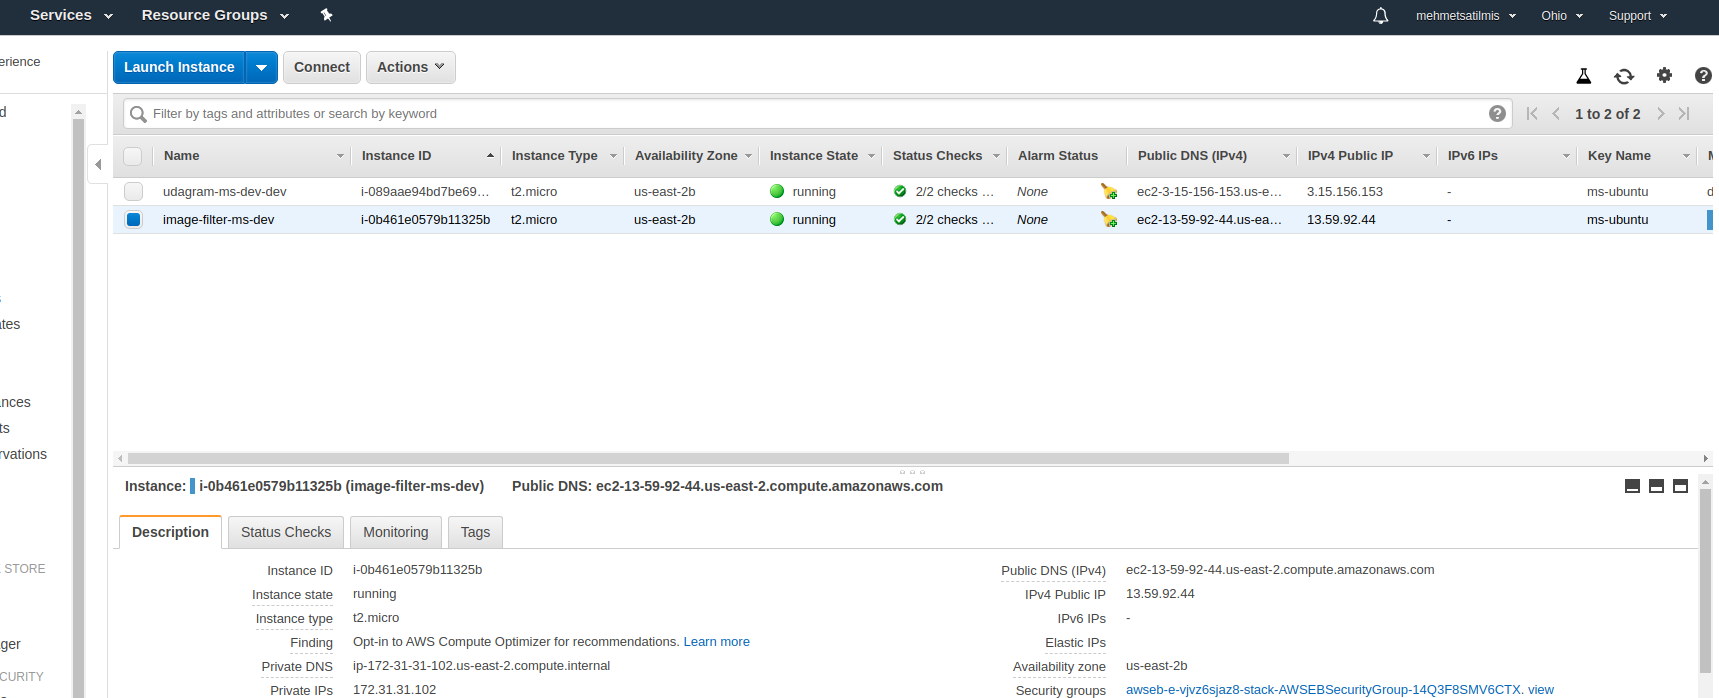 Services Resource Groups mehmetsatilmis Ohio Support
erience
Launch Instance Connect Actions
Filter by tags and attributes or search by keyword 1 to 2 of 2
Name Instance ID Instance Type Availability Zone Instance State Status Checks Alarm Status Public DNS (IPv4) IPv4 Public IP IPv6 IPs Key Name
udagram-ms-dev-dev i-089aae94bd7be69... t2.micro us-east-2b running 2/2 checks ... None ec2-3-15-156-153.us-e... 3.15.156.153 - ms-ubuntu
image-filter-ms-dev i-0b461e0579b11325b t2.micro us-east-2b running 2/2 checks ... None ec2-13-59-92-44.us-ea... 13.59.92.44 - ms-ubuntu
ates
ances
ts
rvations
STORE
ger
CURITY
Instance: i-0b461e0579b11325b (image-filter-ms-dev) Public DNS: ec2-13-59-92-44.us-east-2.compute.amazonaws.com
Description Status Checks Monitoring Tags
Instance ID i-0b461e0579b11325b Public DNS (IPv4) ec2-13-59-92-44.us-east-2.compute.amazonaws.com
Instance state running IPv4 Public IP 13.59.92.44
Instance type t2.micro IPv6 IPs -
Finding Opt-in to AWS Compute Optimizer for recommendations. Learn more Elastic IPs
Private DNS ip-172-31-31-102.us-east-2.compute.internal Availability zone us-east-2b
Private IPs 172.31.31.102 Security groups awseb-e-vjvz6sjaz8-stack-AWSEBSecurityGroup-14Q3F8SMV6CTX. view